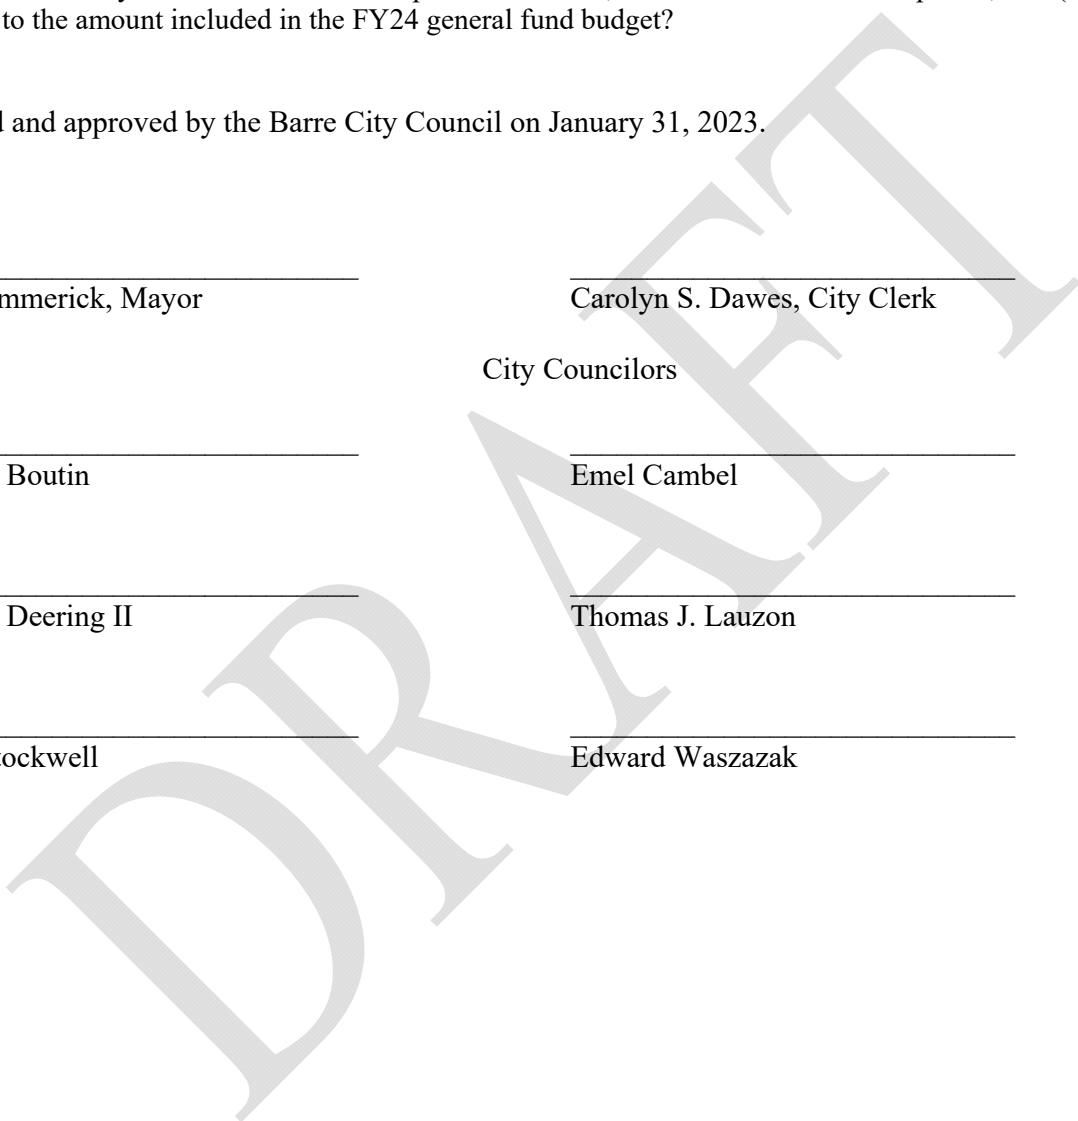 to the amount included in the FY24 general fund budget?
and approved by the Barre City Council on January 31, 2023.
mmerick, Mayor Carolyn S. Dawes, City Clerk
City Councilors
Boutin Emel Cambel
Deering II Thomas J. Lauzon
tockwell Edward Waszazak
DRAFT